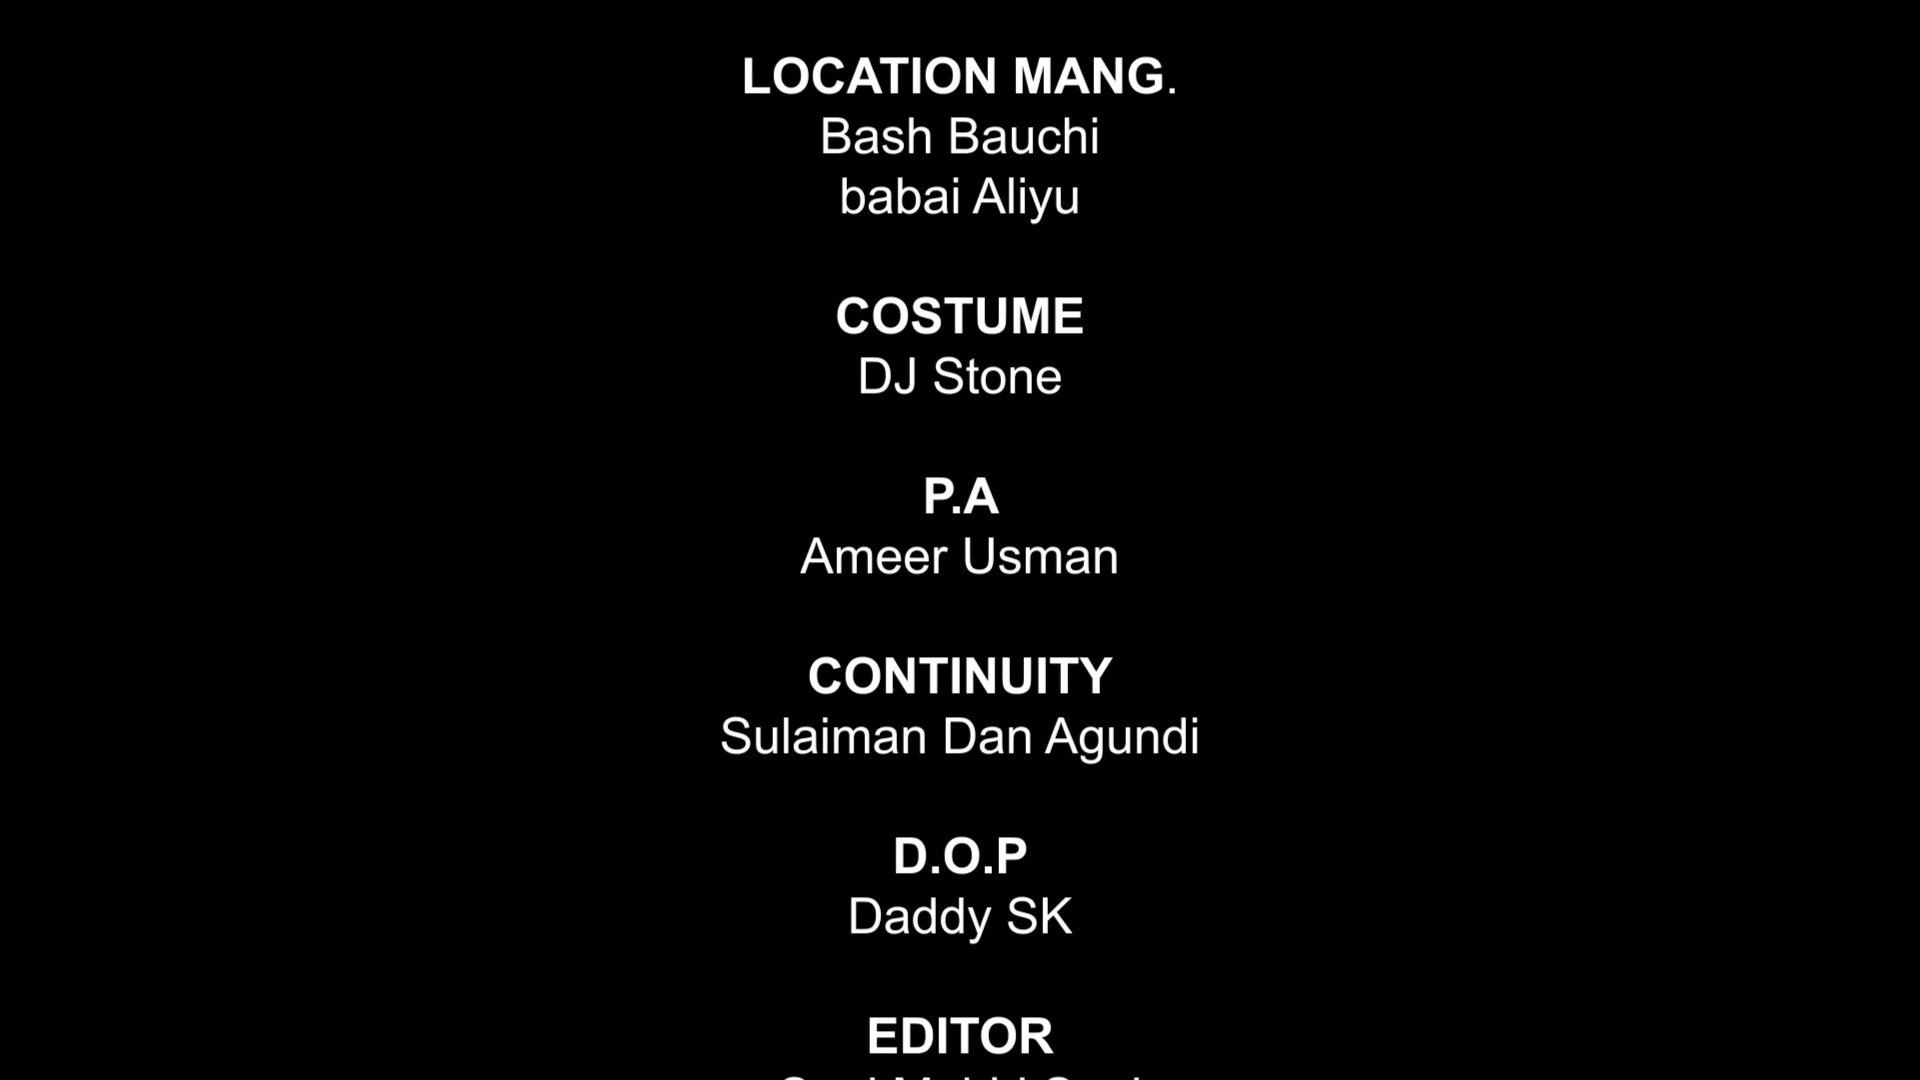 LOCATION MANG.
Bash Bauchi
babai Aliyu
COSTUME
DJ Stone
P.A
Ameer Usman
CONTINUITY
Sulaiman Dan Agundi
D.O.P
Daddy SK
EDITOR